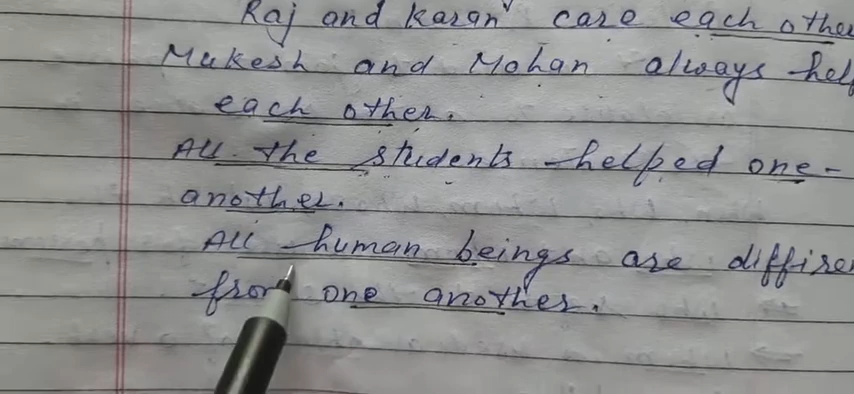 Raj and Karan care each othe
Mukesh and Mohan always hel
each other.
All the students helped one-
another.
All human beings are diffire
from one another.